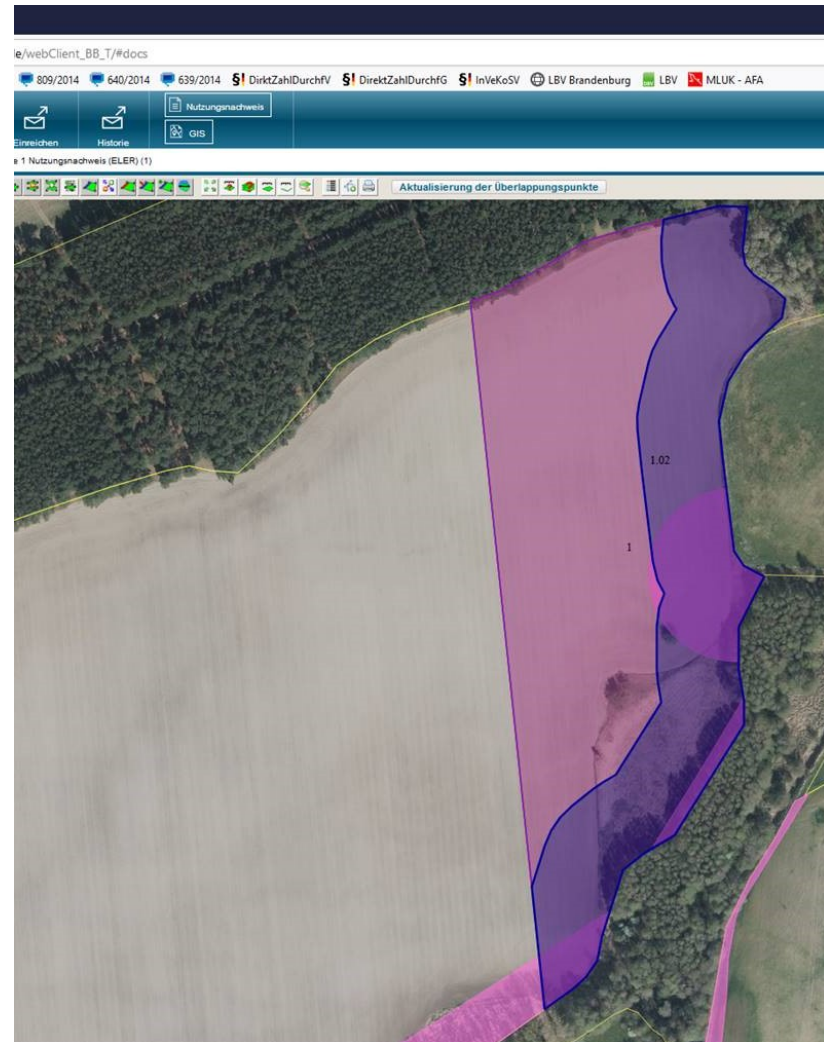 le/webClient_BB_T/#docs
809/2014 640/2014 639/2014 §! DirktZahlDurchfV §! DirektZahlDurchfG §! InVeKoSV LBV Brandenburg LBV MLUK - AFA
Nutzungsnachweis
GIS
Einreichen Historie
e 1 Nutzungsnachweis (ELER) (1)
Aktualisierung der Überlappungspunkte
1.02
1